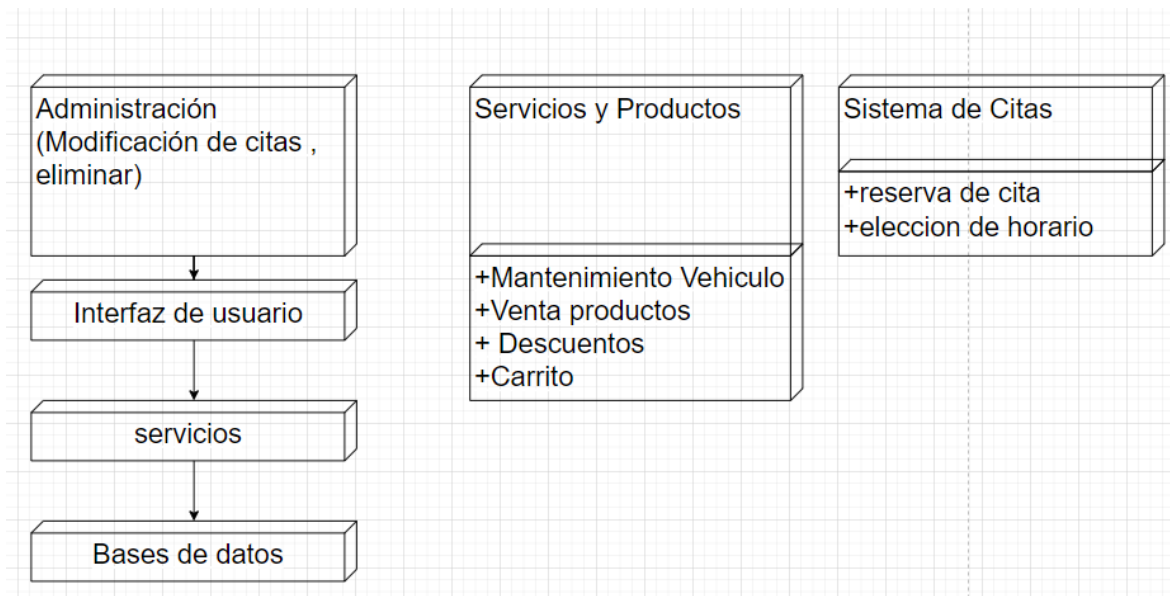 Administración
(Modificación de citas ,
eliminar)
Interfaz de usuario
servicios
Bases de datos
Servicios y Productos
+Mantenimiento Vehiculo
+Venta productos
+ Descuentos
+Carrito
Sistema de Citas
+reserva de cita
+eleccion de horario